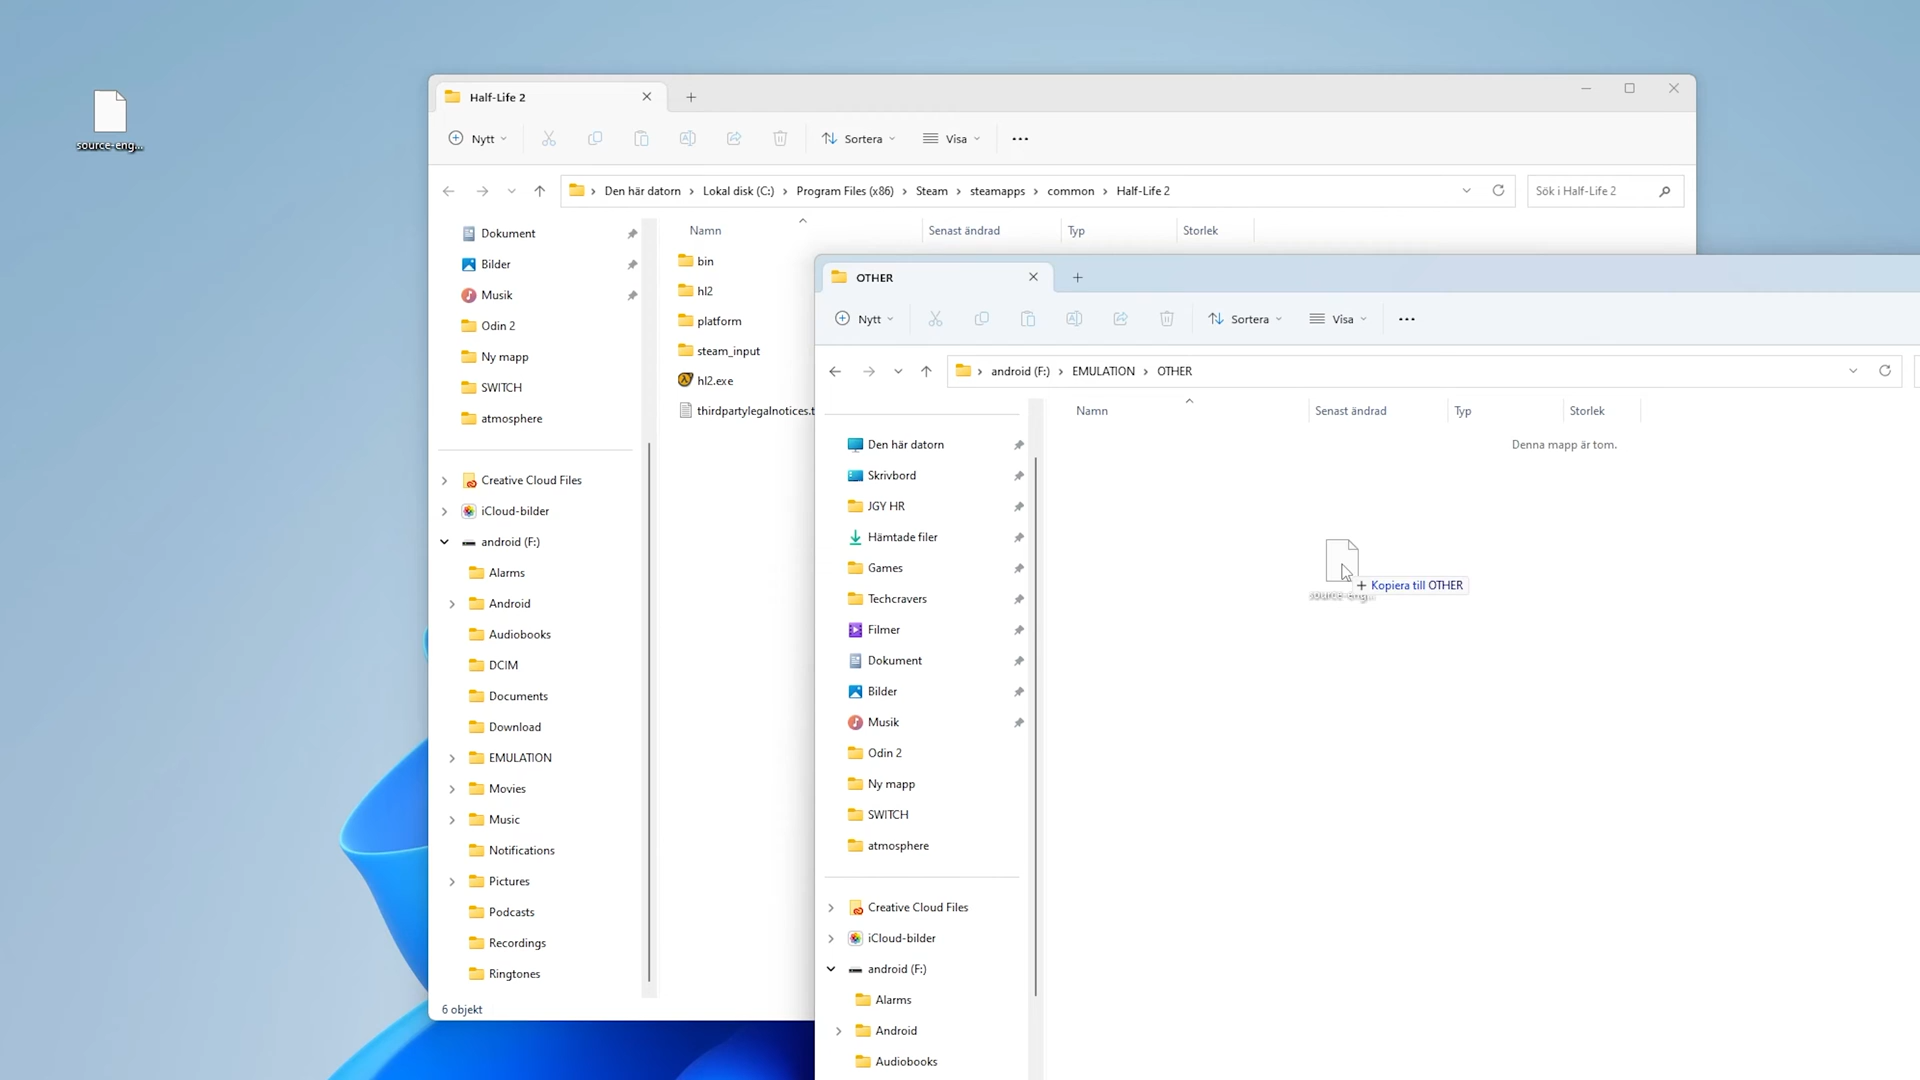 source-eng...
Half-Life 2
Nytt
Sortera
Visa
Den här datorn
Lokal disk (C:)
Program Files (x86)
Steam
steamapps
common
Half-Life 2
Sök i Half-Life 2
Dokument
Bilder
Musik
Odin 2
Ny mapp
SWITCH
atmosphere
Creative Cloud Files
iCloud-bilder
android (F:)
Alarms
Android
Audiobooks
DCIM
Documents
Download
EMULATION
Movies
Music
Notifications
Pictures
Podcasts
Recordings
Ringtones
6 objekt
Namn
Senast ändrad
Typ
Storlek
bin
hl2
platform
steam_input
hl2.exe
thirdpartylegalnotices.t
OTHER
Nytt
Sortera
Visa
android (F:)
EMULATION
OTHER
Namn
Senast ändrad
Typ
Storlek
Denna mapp är tom.
source-eng...
Kopiera till OTHER
Den här datorn
Skrivbord
JGY HR
Hämtade filer
Games
Techcravers
Filmer
Dokument
Bilder
Musik
Odin 2
Ny mapp
SWITCH
atmosphere
Creative Cloud Files
iCloud-bilder
android (F:)
Alarms
Android
Audiobooks